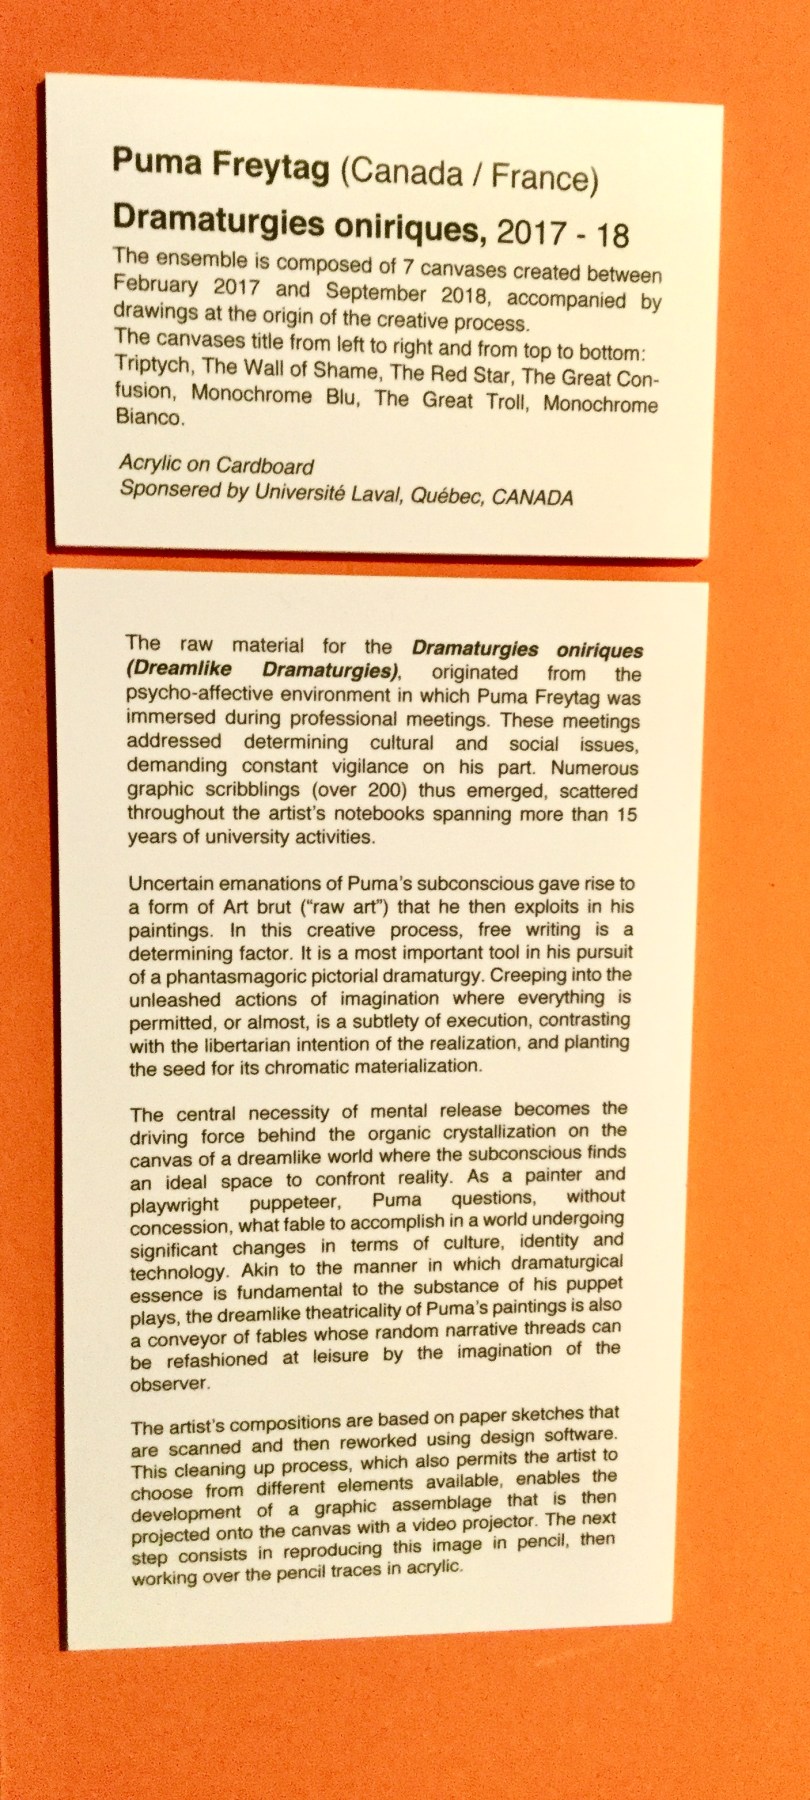 Puma Freytag (Canada / France)
Dramaturgies oniriques, 2017 - 18
The ensemble is composed of 7 canvases created between
February 2017 and September 2018, accompanied by
drawings at the origin of the creative process.
The canvases title from left to right and from top to bottom:
Triptych, The Wall of Shame, The Red Star, The Great Con-
fusion, Monochrome Blu, The Great Troll, Monochrome
Bianco.
Acrylic on Cardboard
Sponsered by Université Laval, Québec, CANADA
The raw material for the Dramaturgies oniriques
(Dreamlike Dramaturgies), originated from the
psycho-affective environment in which Puma Freytag was
immersed during professional meetings. These meetings
addressed determining cultural and social issues,
demanding constant vigilance on his part. Numerous
graphic scribblings (over 200) thus emerged, scattered
throughout the artist's notebooks spanning more than 15
years of university activities.
Uncertain emanations of Puma's subconscious gave rise to
a form of Art brut ("raw art") that he then exploits in his
paintings. In this creative process, free writing is a
determining factor. It is a most important tool in his pursuit
of a phantasmagoric pictorial dramaturgy. Creeping into the
unleashed actions of imagination where everything is
permitted, or almost, is a subtlety of execution, contrasting
with the libertarian intention of the realization, and planting
the seed for its chromatic materialization.
The central necessity of mental release becomes the
driving force behind the organic crystallization on the
canvas of a dreamlike world where the subconscious finds
an ideal space to confront reality. As a painter and
playwright puppeteer, Puma questions, without
concession, what fable to accomplish in a world undergoing
significant changes in terms of culture, identity and
technology. Akin to the manner in which dramaturgical
essence is fundamental to the substance of his puppet
plays, the dreamlike theatricality of Puma's paintings is also
a conveyor of fables whose random narrative threads can
be refashioned at leisure by the imagination of the
observer.
The artist's compositions are based on paper sketches that
are scanned and then reworked using design software.
This cleaning up process, which also permits the artist to
choose from different elements available, enables the
development of a graphic assemblage that is then
projected onto the canvas with a video projector. The next
step consists in reproducing this image in pencil, then
working over the pencil traces in acrylic.